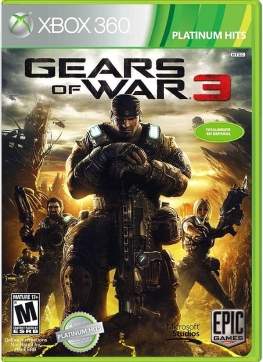 XBOX 360
PLATINUM HITS
NTSC
GEARS
OF WAR 3
TOTALMENTE
EN ESPAÑOL
MATURE 17+
M
ESRB
PLATINUM HITS
Microsoft
Studios
EPIC
GAMES